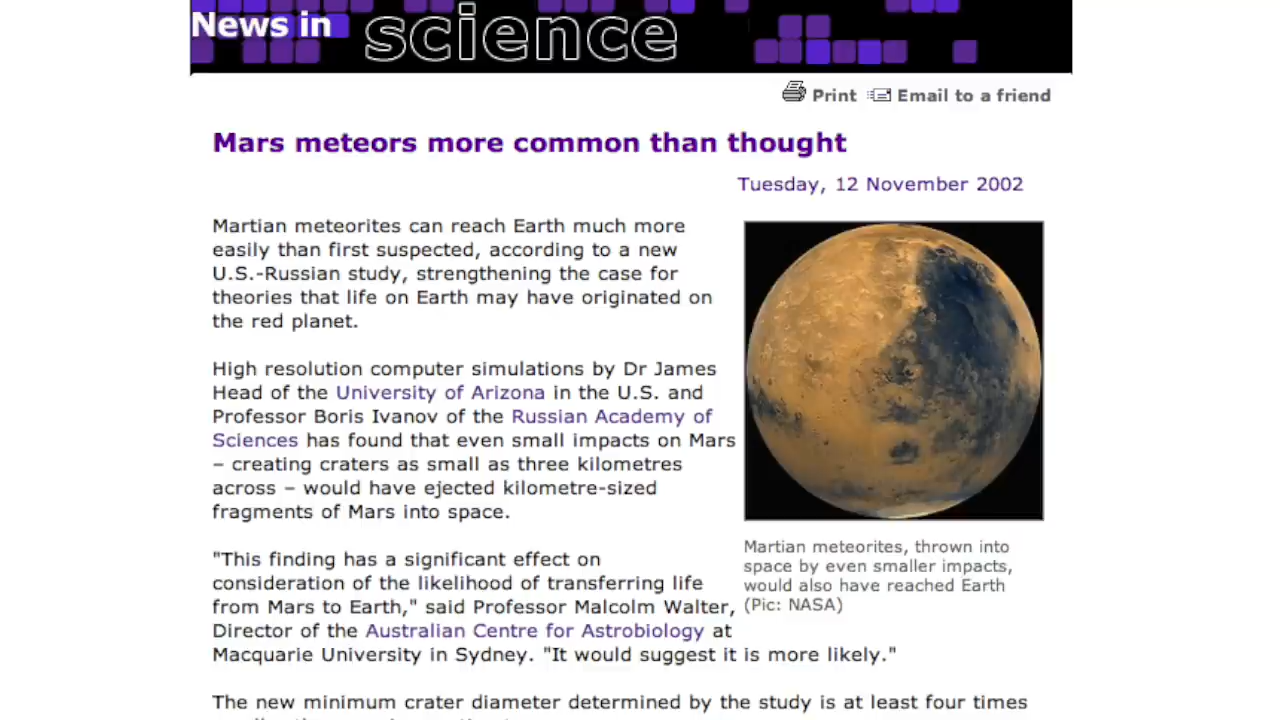 News in science
Print Email to a friend
Mars meteors more common than thought
Tuesday, 12 November 2002
Martian meteorites can reach Earth much more
easily than first suspected, according to a new
U.S.-Russian study, strengthening the case for
theories that life on Earth may have originated on
the red planet.
High resolution computer simulations by Dr James
Head of the University of Arizona in the U.S. and
Professor Boris Ivanov of the Russian Academy of
Sciences has found that even small impacts on Mars
– creating craters as small as three kilometres
across – would have ejected kilometre-sized
fragments of Mars into space.
Martian meteorites, thrown into
space by even smaller impacts,
would also have reached Earth
(Pic: NASA)
"This finding has a significant effect on
consideration of the likelihood of transferring life
from Mars to Earth," said Professor Malcolm Walter,
Director of the Australian Centre for Astrobiology at
Macquarie University in Sydney. "It would suggest it is more likely."
The new minimum crater diameter determined by the study is at least four times